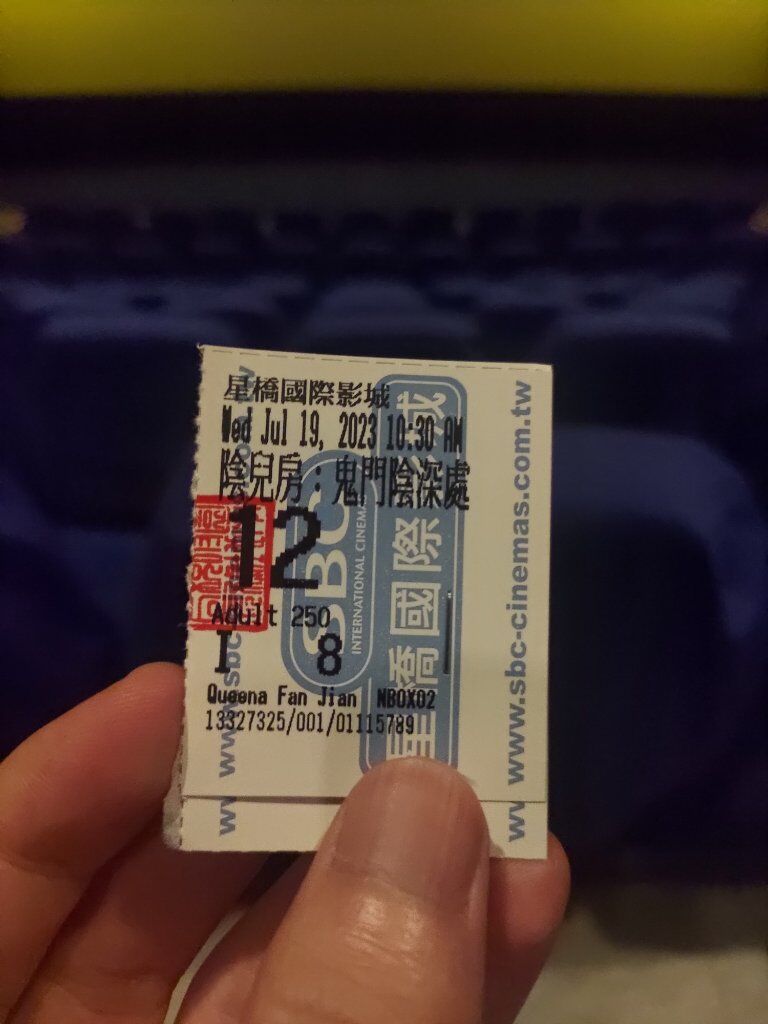 星橋國際影城
Wed Jul 19, 2023 10:30 AM
陰兒房：鬼門陰深處
12
Adult 250
I 8
Queena Fan Jian NBOX02
13327325/001/01115789
SBC
INTERNATIONAL CINEMAS
星橋國際影城
www.sbc-cinemas.com.tw